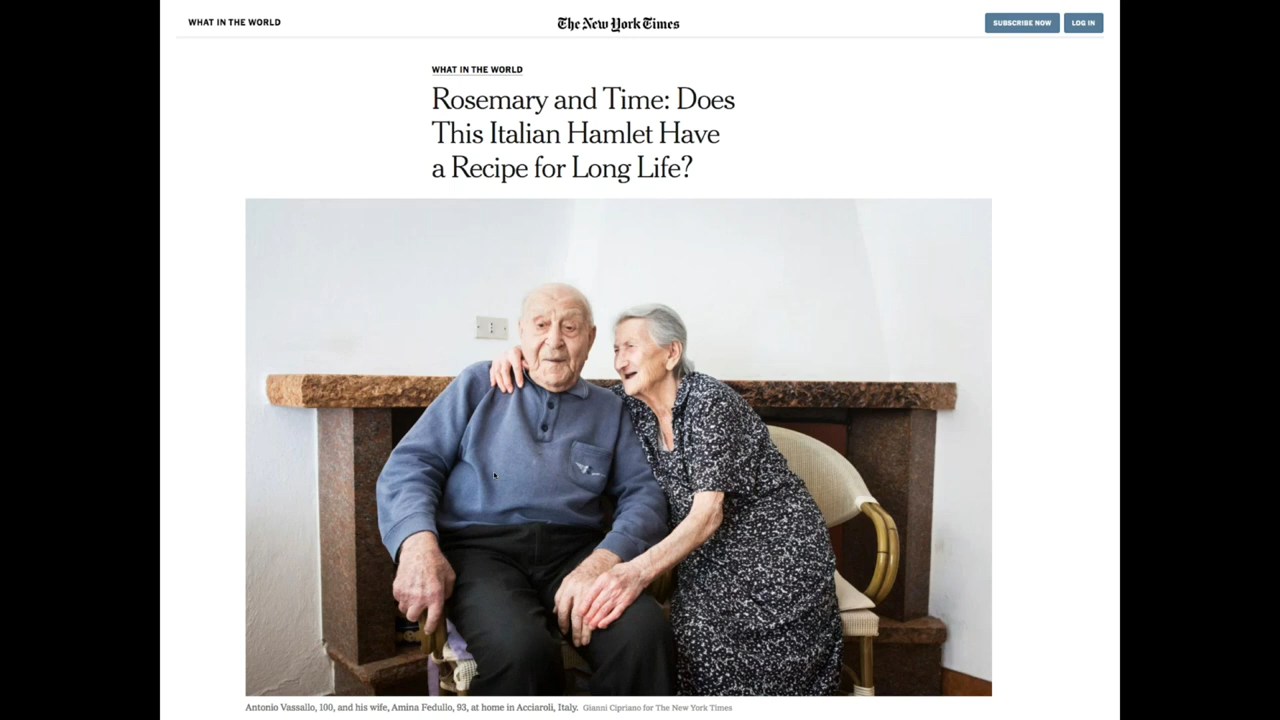 WHAT IN THE WORLD
The New York Times
SUBSCRIBE NOW
LOG IN
WHAT IN THE WORLD
Rosemary and Time: Does
This Italian Hamlet Have
a Recipe for Long Life?
Antonio Vassallo, 100, and his wife, Amina Fedullo, 93, at home in Acciaroli, Italy. Gianni Cipriano for The New York Times